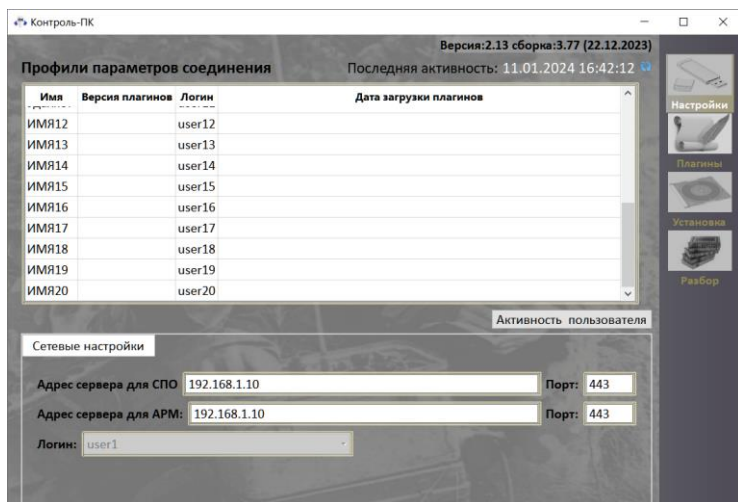 Контроль-ПК
Версия:2.13 сборка:3.77 (22.12.2023)
Профили параметров соединения
Последняя активность: 11.01.2024 16:42:12
Имя Версия плагинов Логин Дата загрузки плагинов
ИМЯ12 user12
ИМЯ13 user13
ИМЯ14 user14
ИМЯ15 user15
ИМЯ16 user16
ИМЯ17 user17
ИМЯ18 user18
ИМЯ19 user19
ИМЯ20 user20
Настройки
Плагины
Установка
Разбор
Активность пользователя
Сетевые настройки
Адрес сервера для СПО 192.168.1.10 Порт: 443
Адрес сервера для АРМ: 192.168.1.10 Порт: 443
Логин: user1